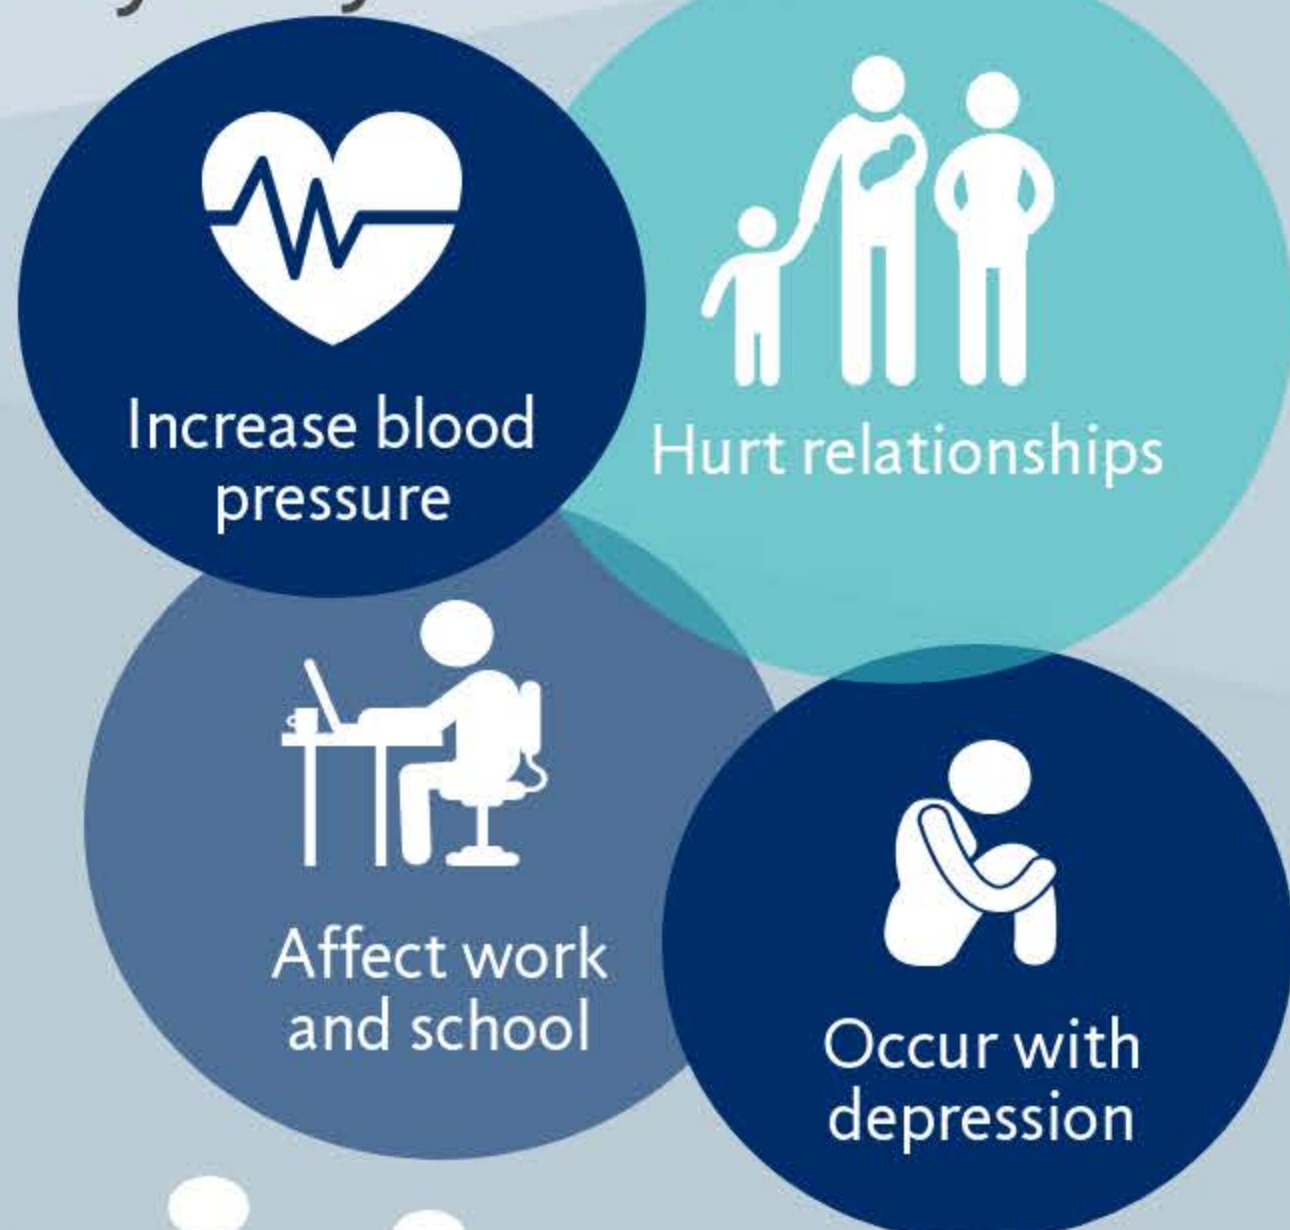 Increase blood
pressure
Hurt relationships
Affect work
and school
Occur with
depression